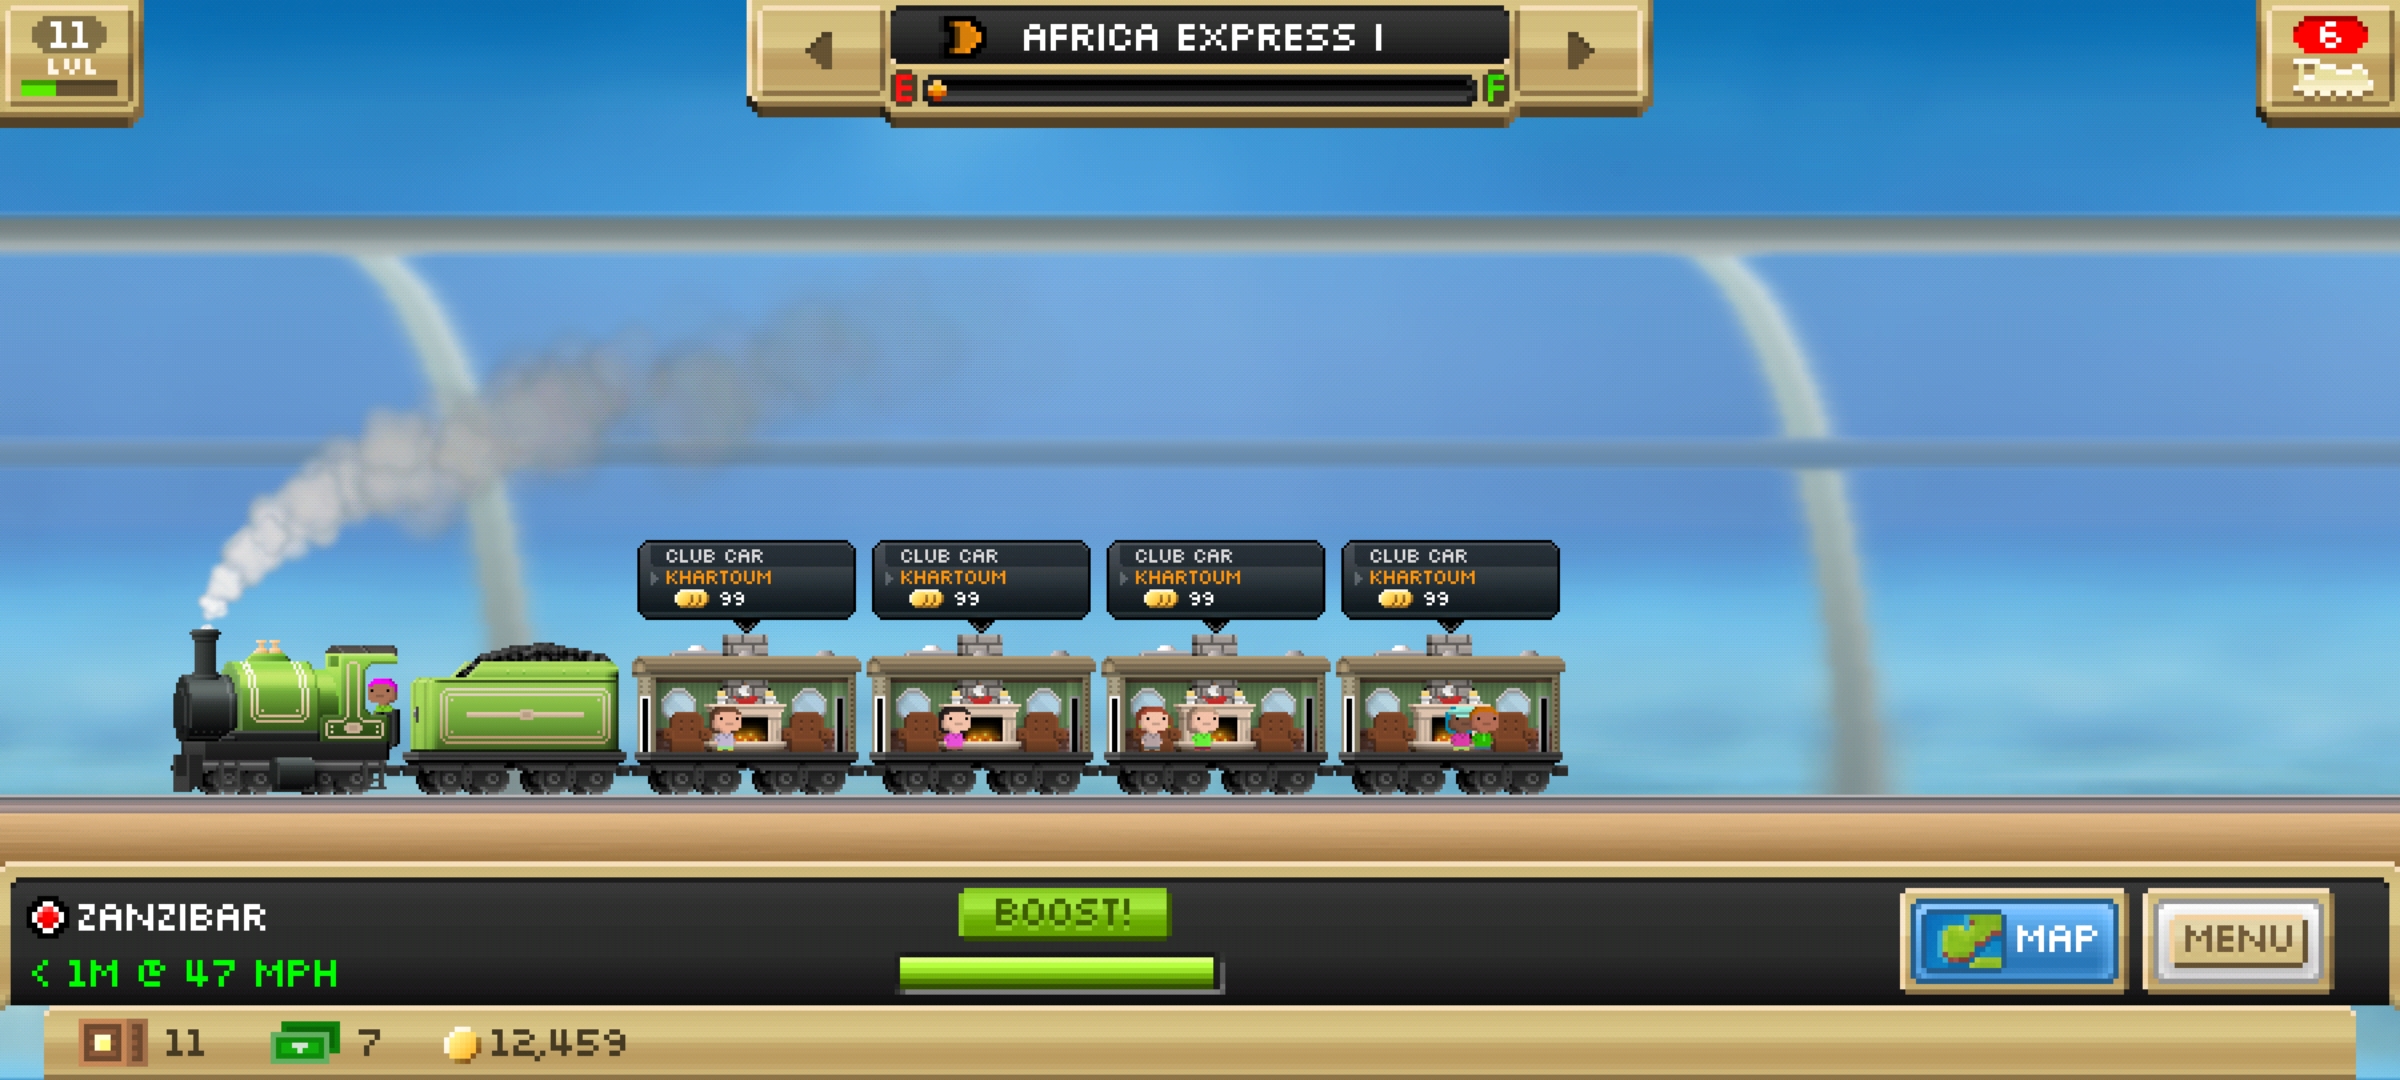 11
LVL
AFRICA EXPRESS I
E
F
6
CLUB CAR
KHARTOUM
99
CLUB CAR
KHARTOUM
99
CLUB CAR
KHARTOUM
99
CLUB CAR
KHARTOUM
99
ZANZIBAR
< 1M @ 47 MPH
BOOST!
MAP
MENU
11
7
12,459